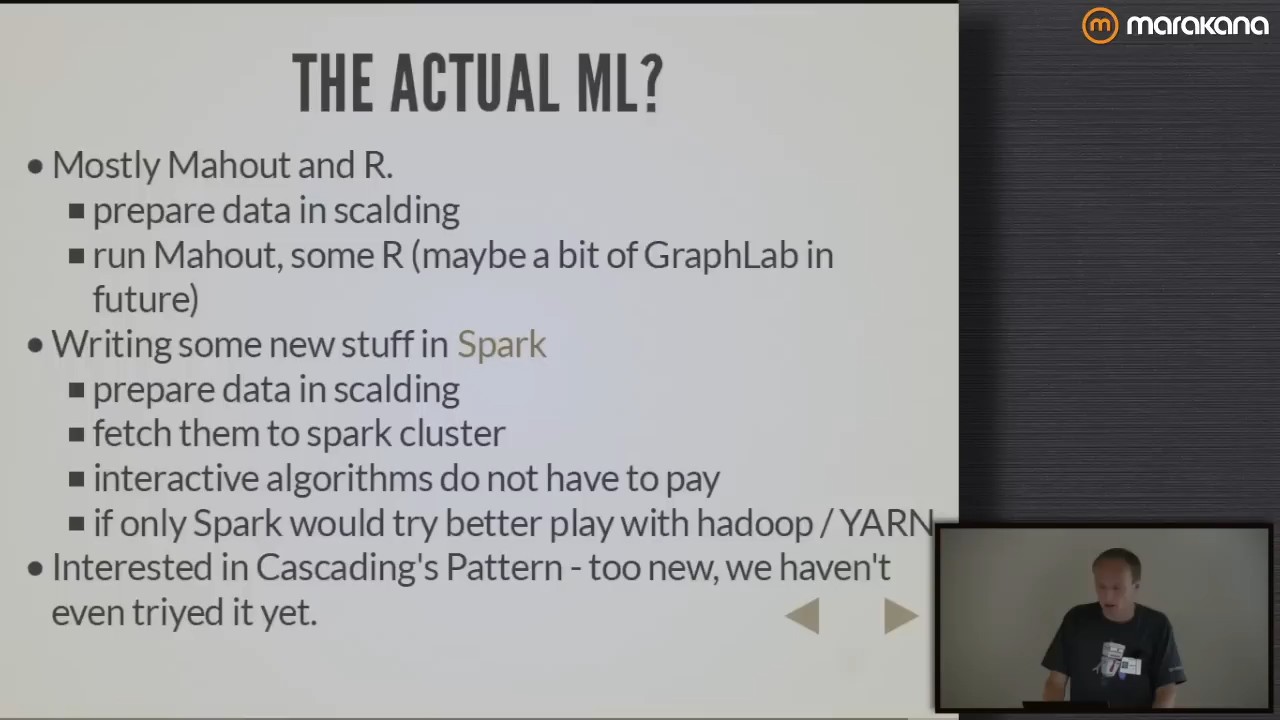 marakana
THE ACTUAL ML?
• Mostly Mahout and R.
▪ prepare data in scalding
▪ run Mahout, some R (maybe a bit of GraphLab in
future)
• Writing some new stuff in Spark
▪ prepare data in scalding
▪ fetch them to spark cluster
▪ interactive algorithms do not have to pay
▪ if only Spark would try better play with hadoop / YARN
• Interested in Cascading's Pattern - too new, we haven't
even triyed it yet.